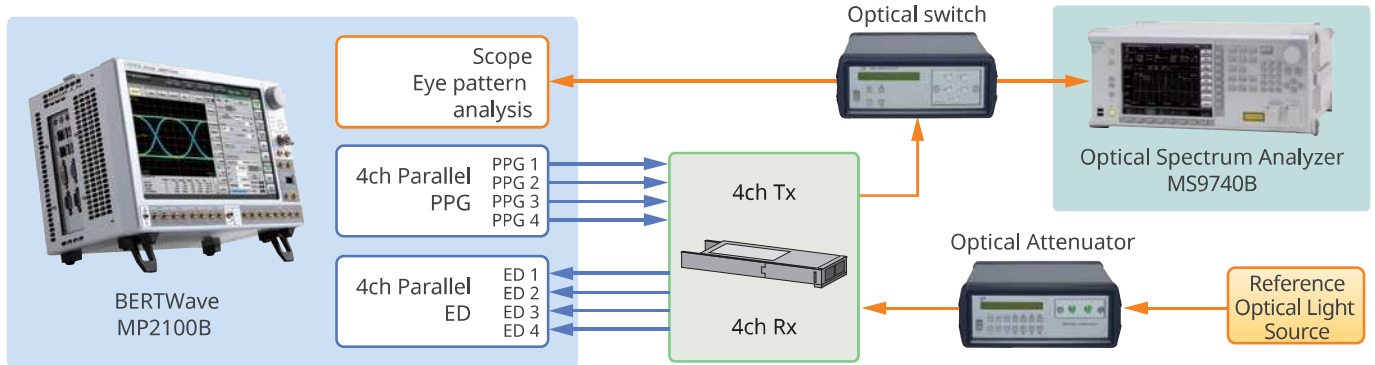 Optical switch
Scope
Eye pattern
analysis
4ch Parallel
PPG
PPG 1
PPG 2
PPG 3
PPG 4
4ch Tx
Optical Spectrum Analyzer
MS9740B
BERTWave
MP2100B
4ch Parallel
ED
ED 1
ED 2
ED 3
ED 4
4ch Rx
Optical Attenuator
Reference
Optical Light
Source